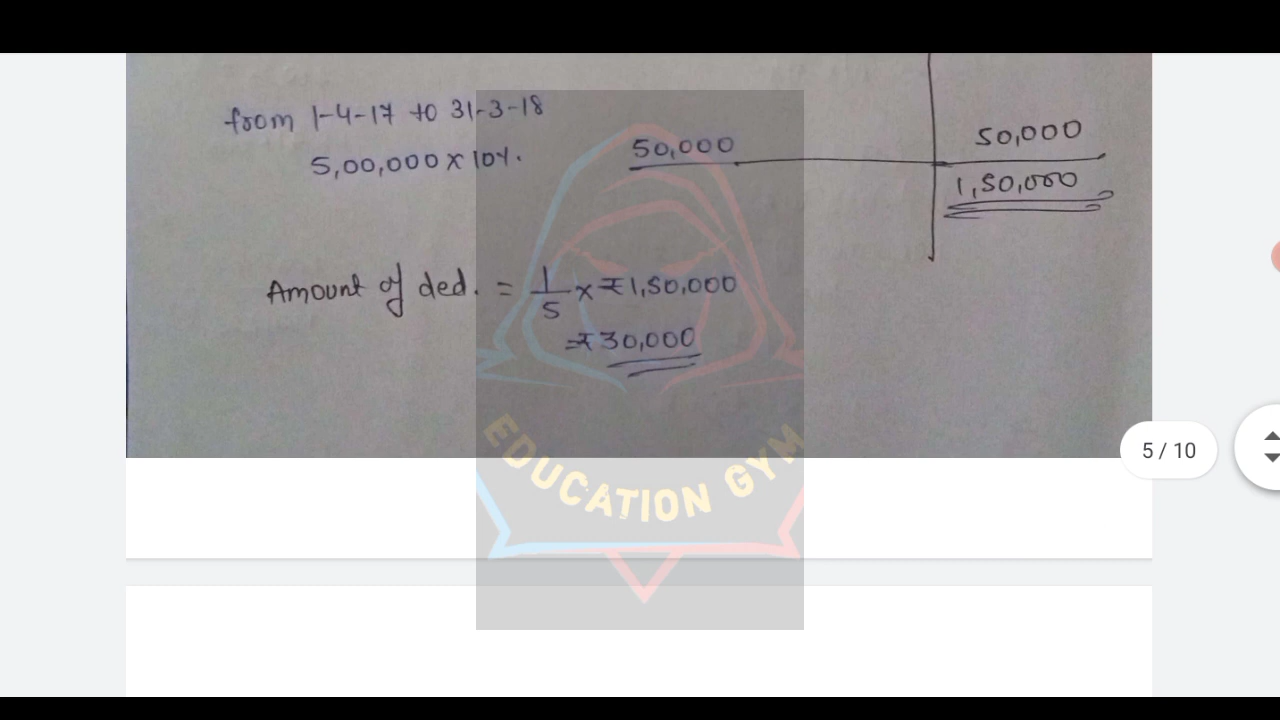 from 1-4-17 to 31-3-18
50,000
5,00,000 x 10%.
50,000
1,50,000
Amount of ded. = 1/5 x ₹1,50,000
=₹30,000
EDUCATION GYM
5 / 10